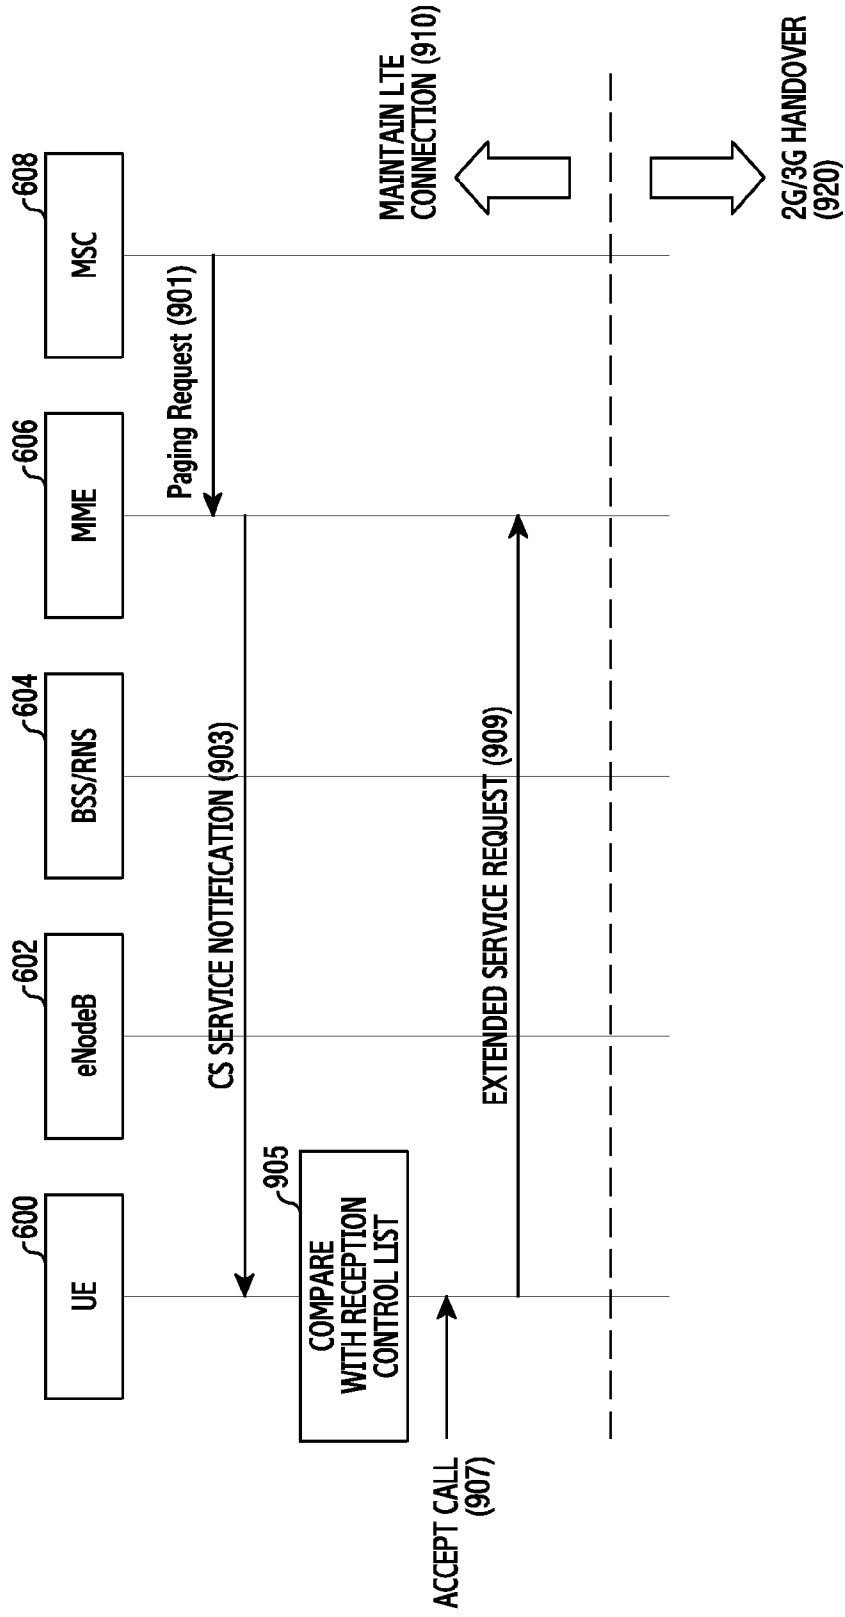 600
UE
602
eNodeB
604
BSS/RNS
606
MME
608
MSC
Paging Request (901)
CS SERVICE NOTIFICATION (903)
905
COMPARE
WITH RECEPTION
CONTROL LIST
ACCEPT CALL
(907)
EXTENDED SERVICE REQUEST (909)
MAINTAIN LTE
CONNECTION (910)
2G/3G HANDOVER
(920)